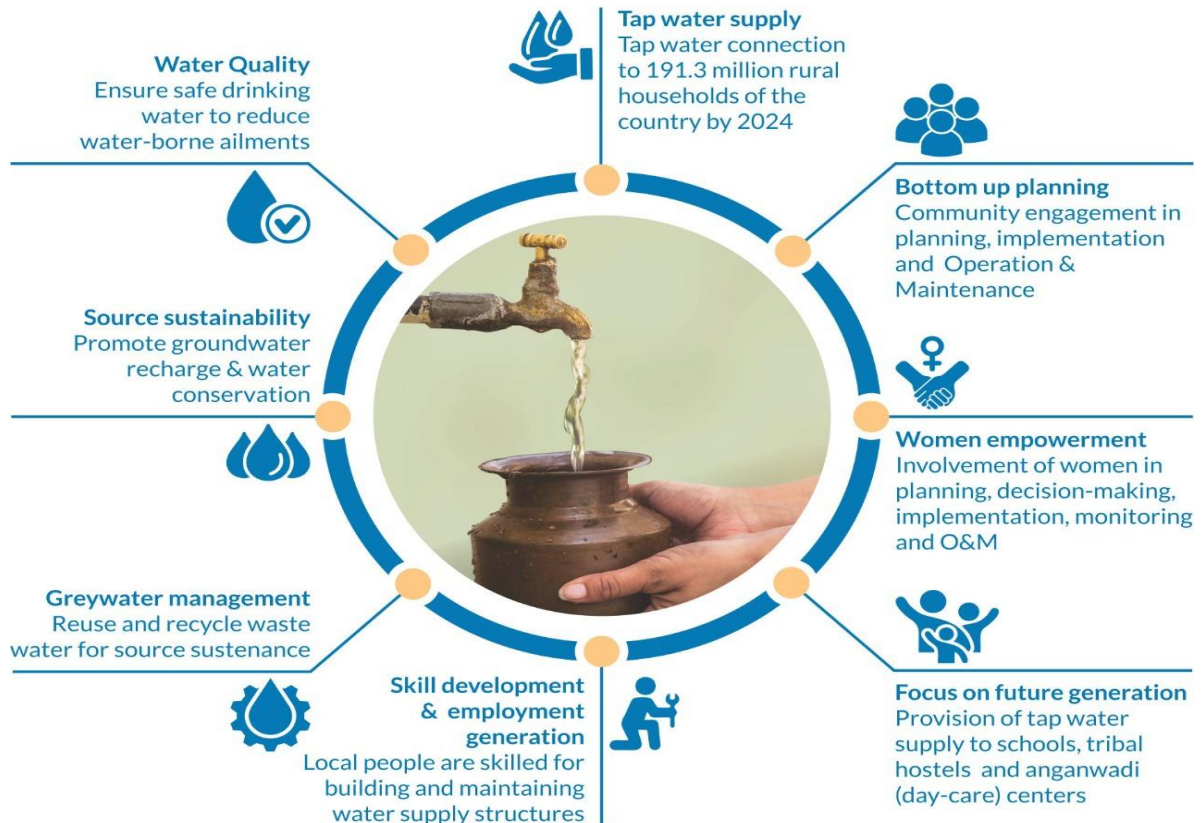 Tap water supply
Tap water connection
to 191.3 million rural
households of the
country by 2024
Bottom up planning
Community engagement in
planning, implementation
and Operation &
Maintenance
Women empowerment
Involvement of women in
planning, decision-making,
implementation, monitoring
and O&M
Focus on future generation
Provision of tap water
supply to schools, tribal
hostels and anganwadi
(day-care) centers
Skill development
& employment
generation
Local people are skilled for
building and maintaining
water supply structures
Greywater management
Reuse and recycle waste
water for source sustenance
Source sustainability
Promote groundwater
recharge & water
conservation
Water Quality
Ensure safe drinking
water to reduce
water-borne ailments